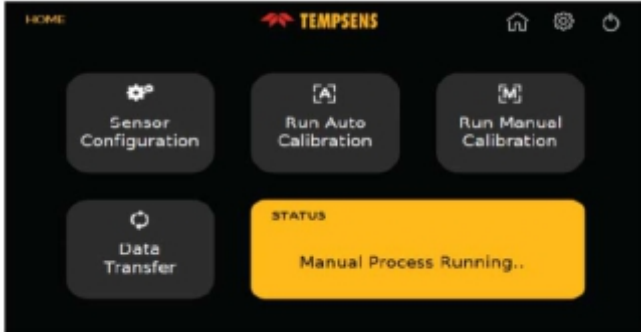 HOME
TEMPSENS
[A]
[M]
Sensor
Configuration
Run Auto
Calibration
Run Manual
Calibration
Data
Transfer
STATUS
Manual Process Running..